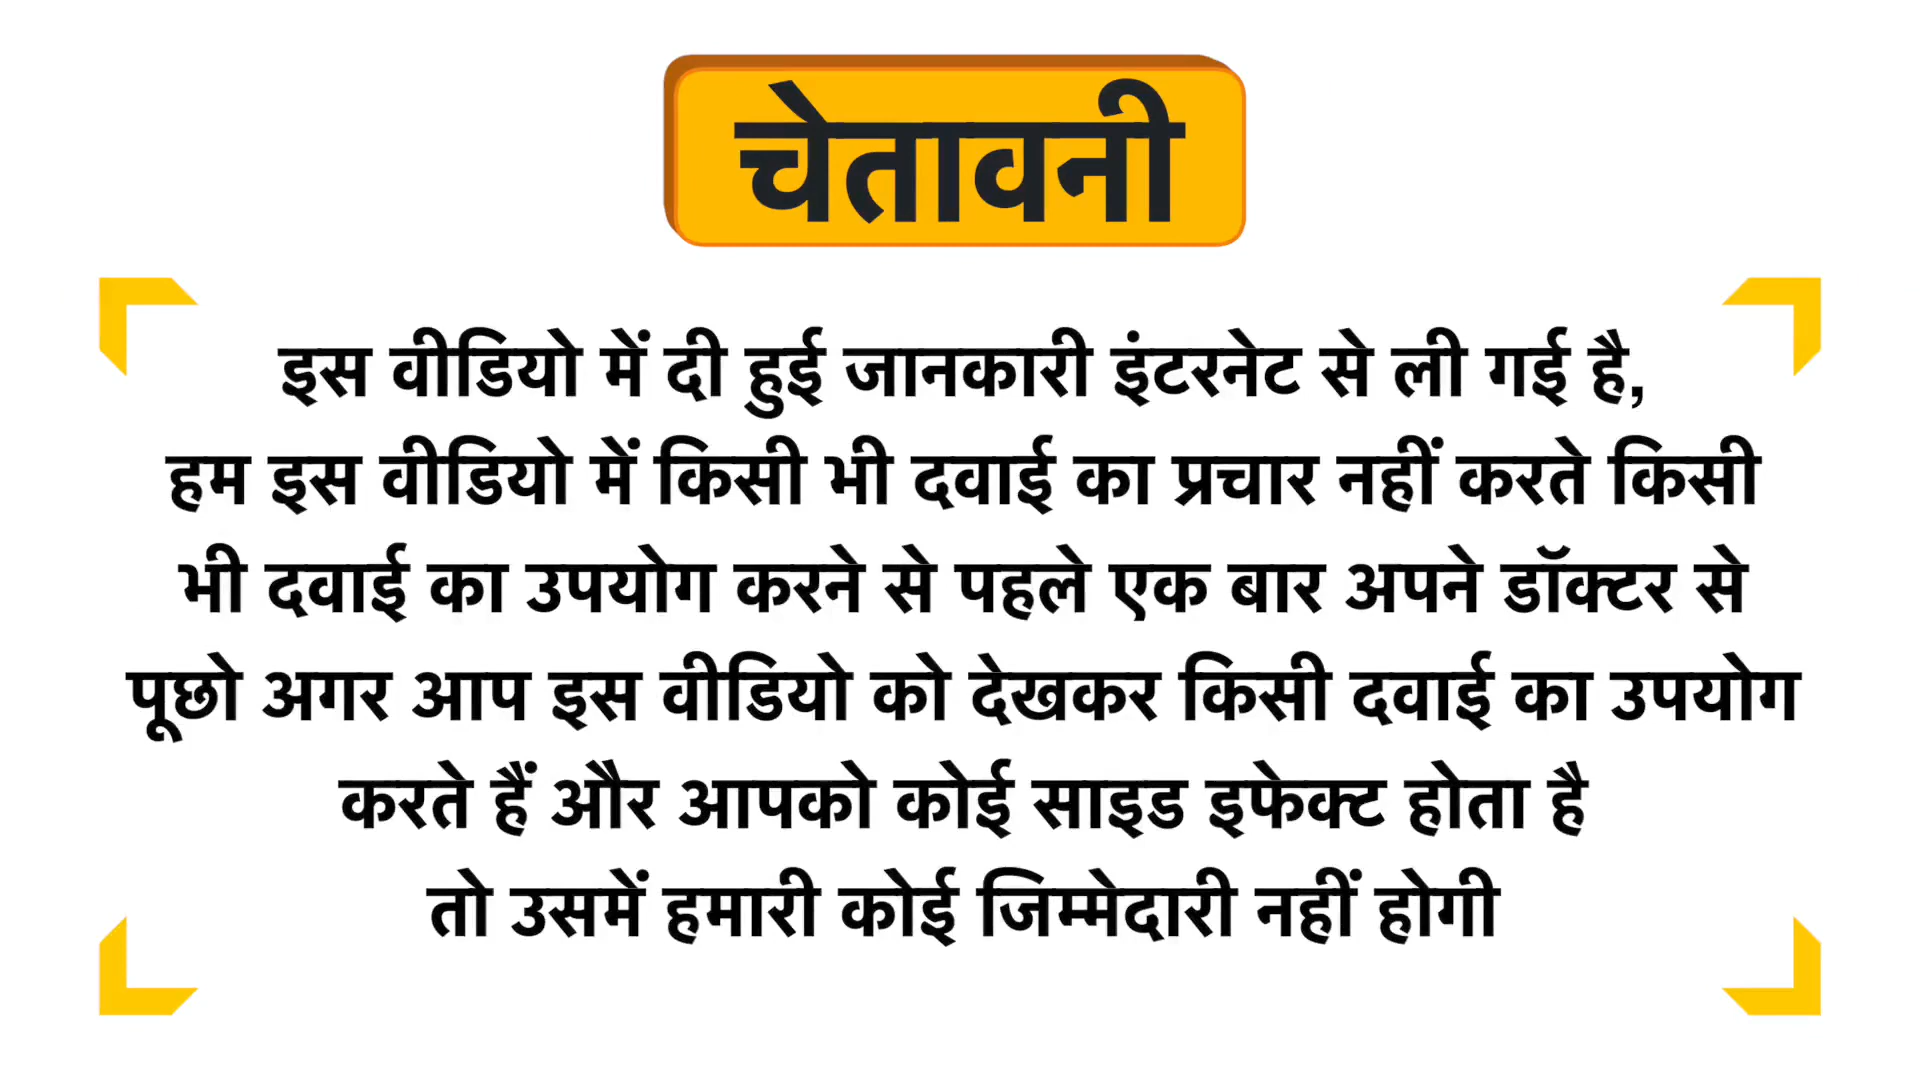 चेतावनी
इस वीडियो में दी हुई जानकारी इंटरनेट से ली गई है,
हम इस वीडियो में किसी भी दवाई का प्रचार नहीं करते किसी
भी दवाई का उपयोग करने से पहले एक बार अपने डॉक्टर से
पूछो अगर आप इस वीडियो को देखकर किसी दवाई का उपयोग
करते हैं और आपको कोई साइड इफेक्ट होता है
तो उसमें हमारी कोई जिम्मेदारी नहीं होगी